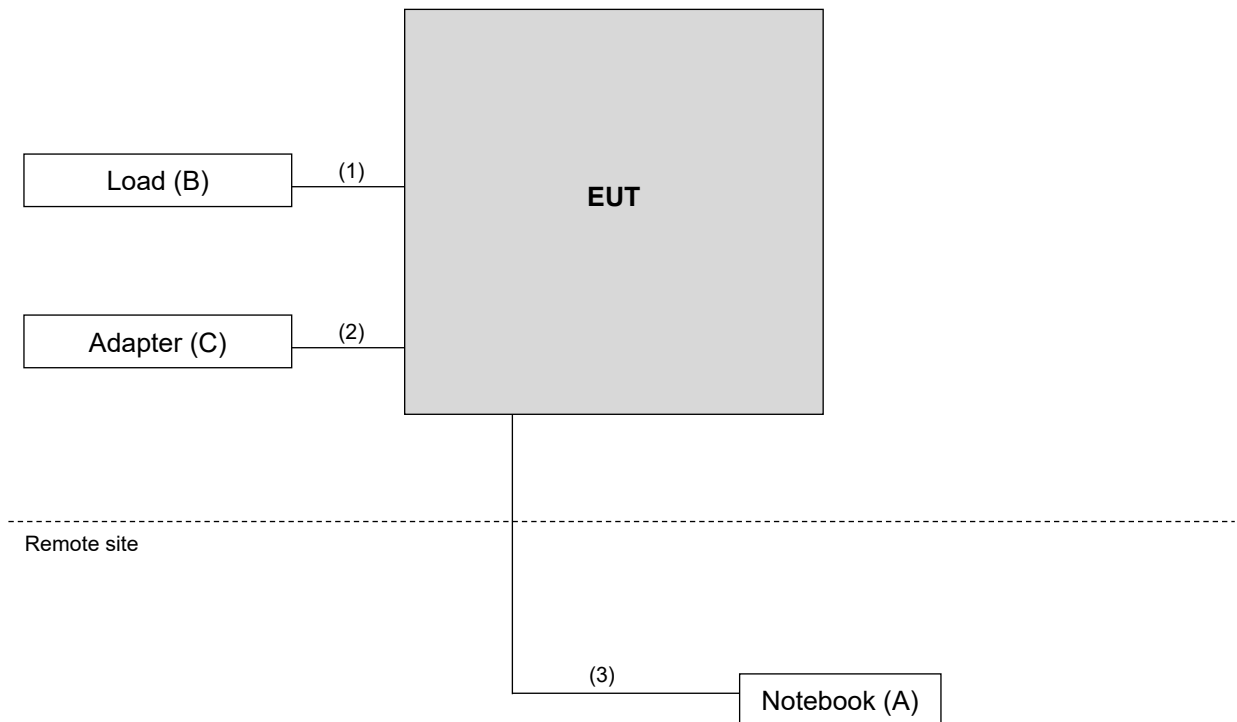 (1)
Load (B)
EUT
(2)
Adapter (C)
Remote site
(3)
Notebook (A)